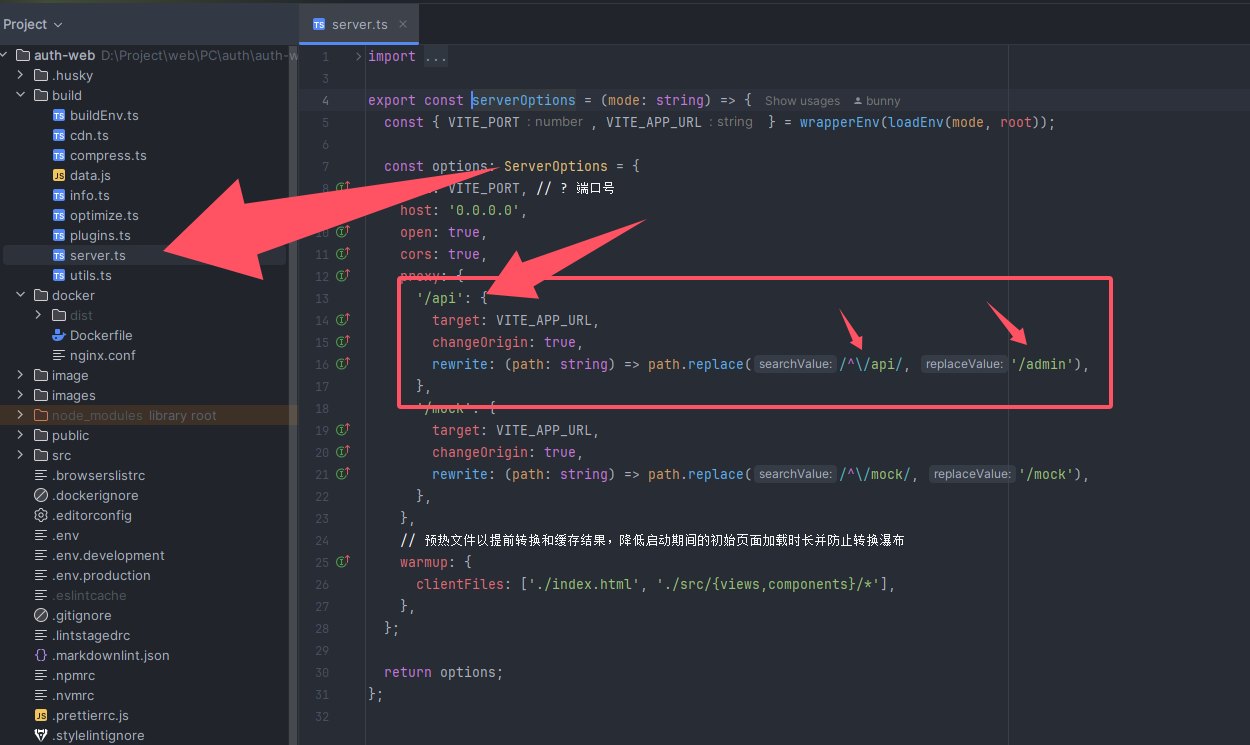 Project
server.ts
auth-web D:\Project\web\PC\auth\auth-w
.husky
build
buildEnv.ts
cdn.ts
compress.ts
data.js
info.ts
optimize.ts
plugins.ts
server.ts
utils.ts
docker
dist
Dockerfile
nginx.conf
image
images
node_modules library root
public
src
.browserslistrc
.dockerignore
.editorconfig
.env
.env.development
.env.production
.eslintcache
.gitignore
.lintstagedrc
.markdownlint.json
.npmrc
.nvmrc
.prettierrc.js
.stylelintignore
1 import ...
3
4 export const serverOptions = (mode: string) => { Show usages bunny
5 const { VITE_PORT : number , VITE_APP_URL : string } = wrapperEnv(loadEnv(mode, root));
6
7 const options: ServerOptions = {
8 VITE_PORT, // ? 端口号
host: '0.0.0.0',
10 open: true,
11 cors: true,
12 proxy: {
13 '/api': {
14 target: VITE_APP_URL,
15 changeOrigin: true,
16 rewrite: (path: string) => path.replace( searchValue: /^\/api/, replaceValue: '/admin'),
17 },
18 '/mock': {
19 target: VITE_APP_URL,
20 changeOrigin: true,
21 rewrite: (path: string) => path.replace( searchValue: /^\/mock/, replaceValue: '/mock'),
22 },
23 },
24 // 预热文件以提前转换和缓存结果，降低启动期间的初始页面加载时长并防止转换瀑布
25 warmup: {
26 clientFiles: ['./index.html', './src/{views,components}/*'],
27 },
28 };
29
30 return options;
31 };
32